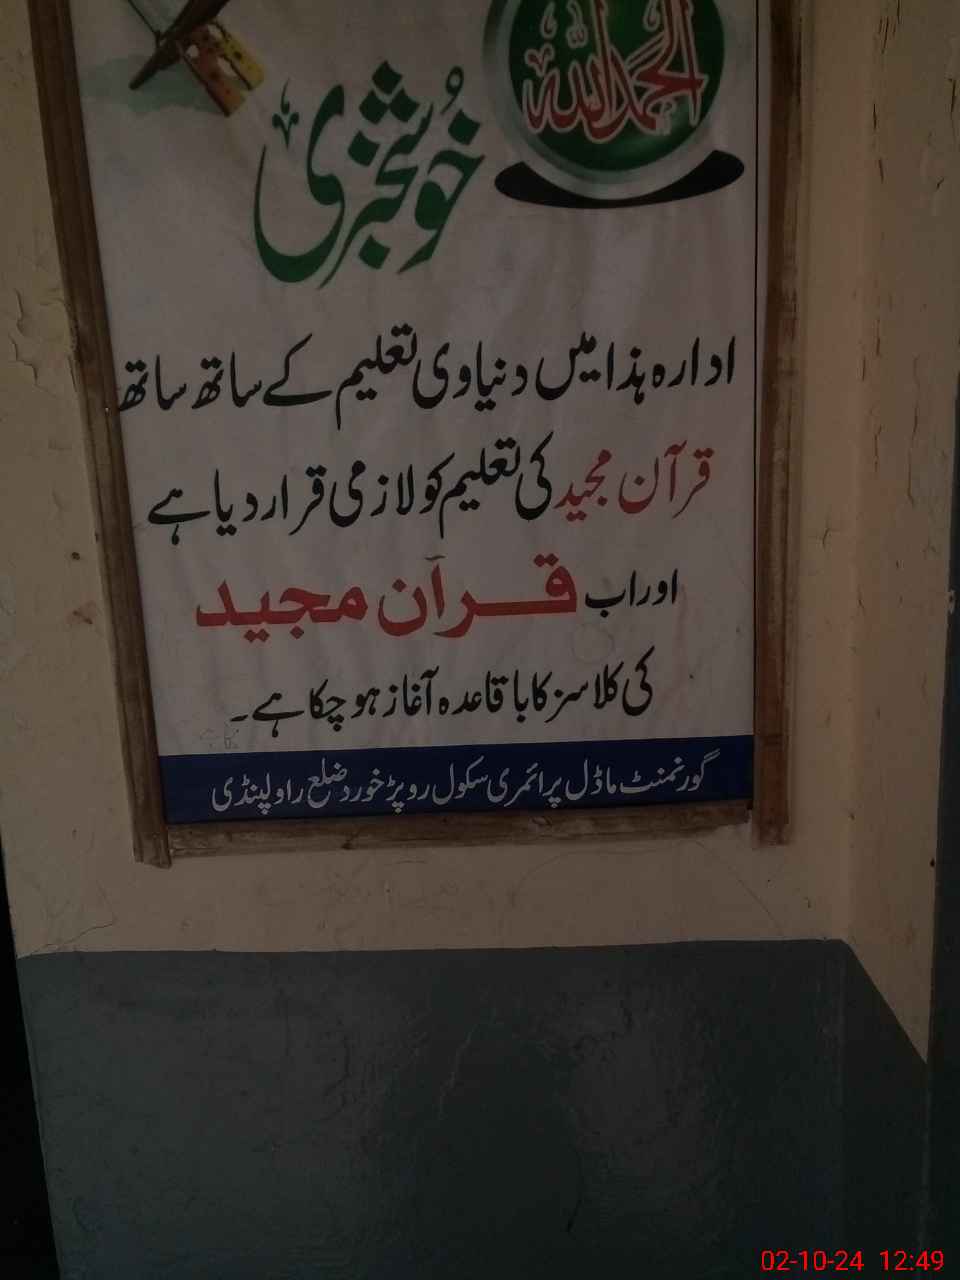 الحمدللہ
خوشخبری
ادارہ ہذا میں دنیاوی تعلیم کے ساتھ ساتھ
قرآن مجید کی تعلیم کو لازمی قرار دیا ہے
اور اب قرآن مجید
کی کلاسز کا باقاعدہ آغاز ہو چکا ہے۔
گورنمنٹ ماڈل پرائمری سکول روپڑ خورد ضلع راولپنڈی
02-10-24 12:49